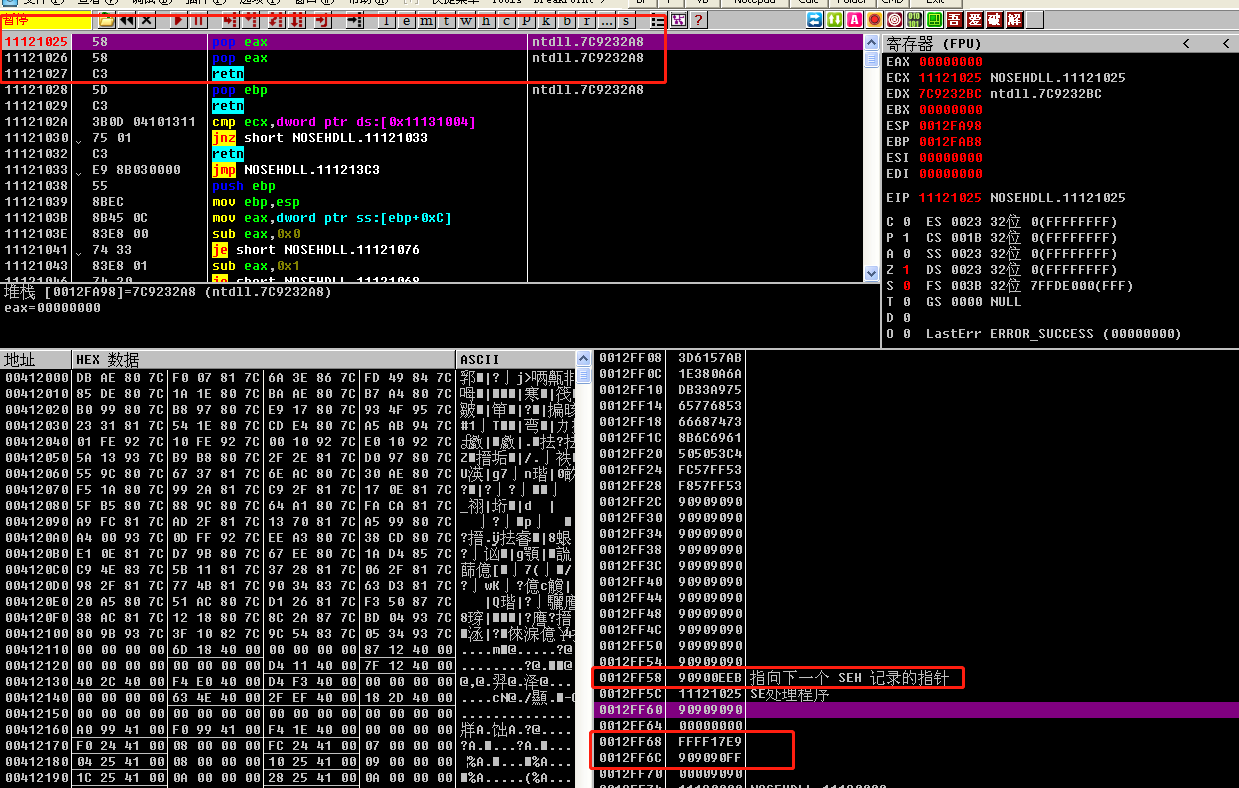 暂停
l e m t w h c P k b r ... s
吾 爱 破 解
11121025 58 pop eax ntdll.7C9232A8
11121026 58 pop eax ntdll.7C9232A8
11121027 C3 retn
11121028 5D pop ebp ntdll.7C9232A8
11121029 C3 retn
1112102A 3B0D 04101311 cmp ecx,dword ptr ds:[0x11131004]
11121030 75 01 jnz short NOSEHDLL.11121033
11121032 C3 retn
11121033 E9 8B030000 jmp NOSEHDLL.111213C3
11121038 55 push ebp
11121039 8BEC mov ebp,esp
1112103B 8B45 0C mov eax,dword ptr ss:[ebp+0xC]
1112103E 83E8 00 sub eax,0x0
11121041 74 33 je short NOSEHDLL.11121076
11121043 83E8 01 sub eax,0x1
堆栈 [0012FA98]=7C9232A8 (ntdll.7C9232A8)
eax=00000000
寄存器 (FPU) < <
EAX 00000000
ECX 11121025 NOSEHDLL.11121025
EDX 7C9232BC ntdll.7C9232BC
EBX 00000000
ESP 0012FA98
EBP 0012FAB8
ESI 00000000
EDI 00000000
EIP 11121025 NOSEHDLL.11121025
C 0 ES 0023 32位 0(FFFFFFFF)
P 1 CS 001B 32位 0(FFFFFFFF)
A 0 SS 0023 32位 0(FFFFFFFF)
Z 1 DS 0023 32位 0(FFFFFFFF)
S 0 FS 003B 32位 7FFDE000(FFF)
T 0 GS 0000 NULL
D 0
O 0 LastErr ERROR_SUCCESS (00000000)
地址 HEX 数据 ASCII
00412000 DB AE 80 7C F0 07 81 7C 6A 3E 86 7C FD 49 84 7C
00412010 85 DE 80 7C 1A 1E 80 7C BA AE 80 7C B7 A4 80 7C
00412020 B0 99 80 7C B8 97 80 7C E9 17 80 7C 93 4F 95 7C
00412030 23 31 81 7C 54 1E 80 7C CD E4 80 7C A5 AB 94 7C
00412040 01 FE 92 7C 10 FE 92 7C 00 10 92 7C E0 10 92 7C
00412050 5A 13 93 7C B9 B8 80 7C 2F 2E 81 7C D0 97 80 7C
00412060 55 9C 80 7C 67 37 81 7C 6E AC 80 7C 30 AE 80 7C
00412070 F5 1A 80 7C 99 2A 81 7C C9 2F 81 7C 17 0E 81 7C
00412080 5F B5 80 7C 88 9C 80 7C 64 A1 80 7C FA CA 81 7C
00412090 A9 FC 81 7C AD 2F 81 7C 13 70 81 7C A5 99 80 7C
004120A0 A4 00 93 7C 0D FF 92 7C EE A3 80 7C 38 CD 80 7C
004120B0 E1 0E 81 7C D7 9B 80 7C 67 EE 80 7C 1A D4 85 7C
004120C0 C9 4E 83 7C 5B 11 81 7C 37 28 81 7C 06 2F 81 7C
004120D0 98 2F 81 7C 77 4B 81 7C 90 34 83 7C 63 D3 81 7C
004120E0 20 A5 80 7C 51 AC 80 7C D1 26 81 7C F3 50 87 7C
004120F0 38 AC 81 7C 12 18 80 7C 8C 2A 87 7C BD 04 93 7C
00412100 80 9B 93 7C 3F 10 82 7C 9C 54 83 7C 05 34 93 7C
00412110 00 00 00 00 6D 18 40 00 00 00 00 00 87 12 40 00
00412120 00 00 00 00 00 00 00 00 D4 11 40 00 7F 12 40 00
00412130 40 2C 40 00 F4 E0 40 00 D4 F3 40 00 00 00 00 00
00412140 00 00 00 00 63 4E 40 00 2F EF 40 00 18 2D 40 00
00412150 00 00 00 00 00 00 00 00 00 00 00 00 00 00 00 00
00412160 A0 99 41 00 F0 99 41 00 F4 1E 40 00 00 00 00 00
00412170 F0 24 41 00 08 00 00 00 FC 24 41 00 07 00 00 00
00412180 04 25 41 00 08 00 00 00 10 25 41 00 09 00 00 00
00412190 1C 25 41 00 0A 00 00 00 28 25 41 00 0A 00 00 00
0012FF08 3D6157AB
0012FF0C 1E380A6A
0012FF10 DB33A975
0012FF14 65776853
0012FF18 66687473
0012FF1C 8B6C6961
0012FF20 505053C4
0012FF24 FC57FF53
0012FF28 F857FF53
0012FF2C 90909090
0012FF30 90909090
0012FF34 90909090
0012FF38 90909090
0012FF3C 90909090
0012FF40 90909090
0012FF44 90909090
0012FF48 90909090
0012FF4C 90909090
0012FF50 90909090
0012FF54 90909090
0012FF58 90900EEB 指向下一个 SEH 记录的指针
0012FF5C 11121025 SE处理程序
0012FF60 90909090
0012FF64 00000000
0012FF68 FFFF17E9
0012FF6C 909090FF
0012FF70 00009090